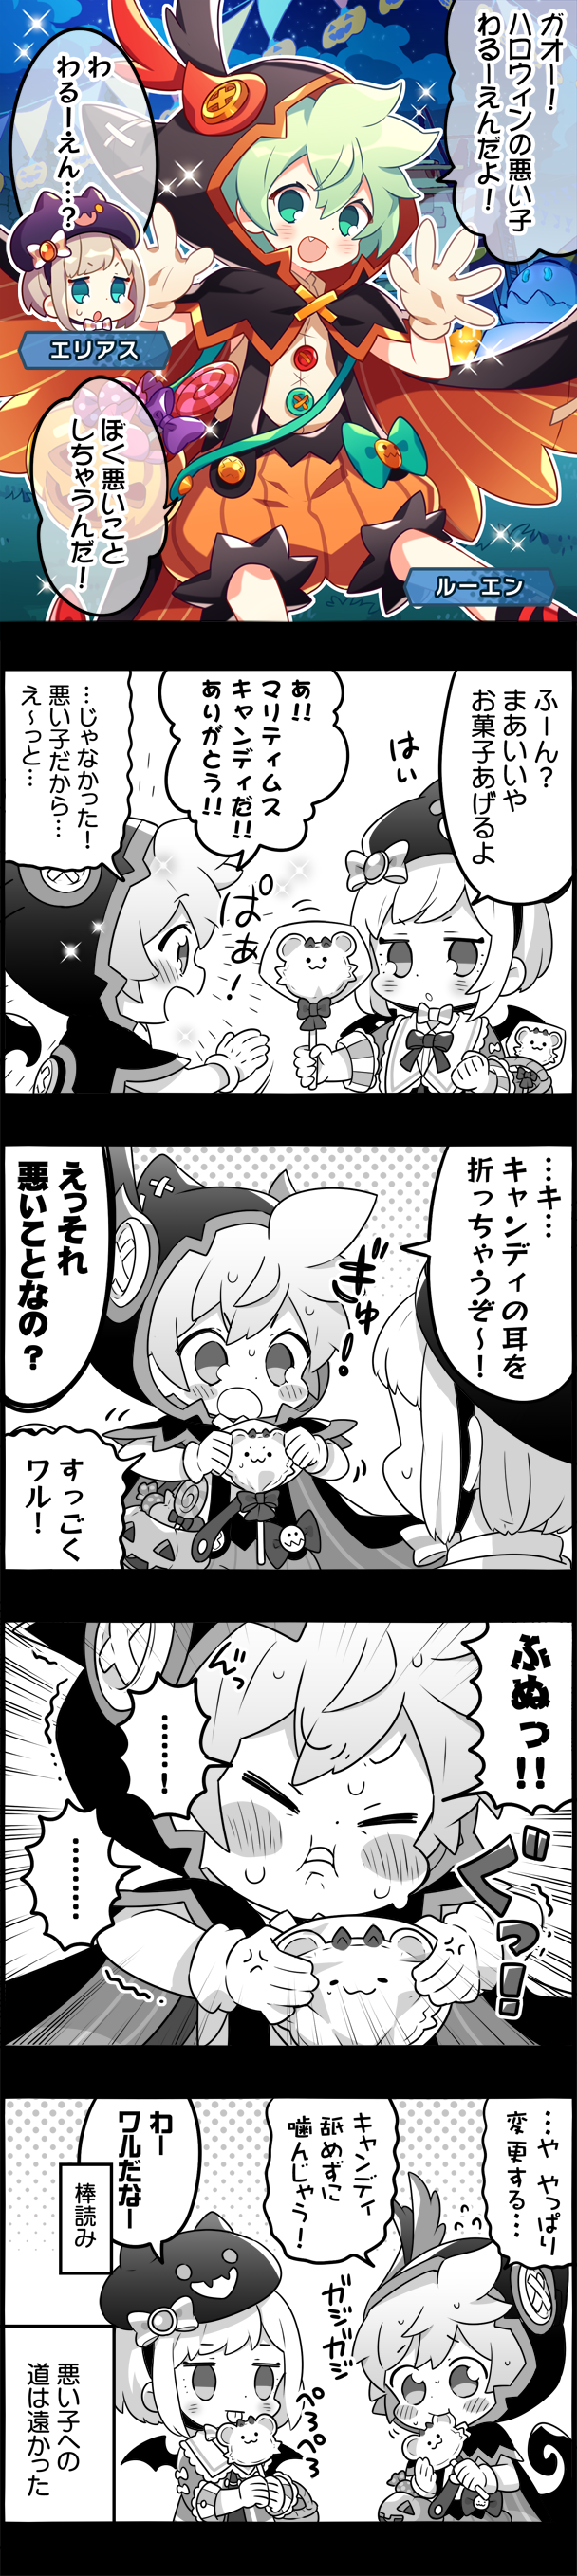 ガオー！
ハロウィンの悪い子
わるーえんだよ！
わ
わるーえん…？
エリアス
ぼく悪いこと
しちゃうんだ！
ルーエン
ふーん？
まあいいや
お菓子あげるよ
はい
あ!!
マリティムス
キャンディだ!!
ありがとう!!
ぱぁ！
…じゃなかった！
悪い子だから…
え～っと…
…キ…
キャンディの耳を
折っちゃうぞ～！
ぎゅ！
えっそれ
悪いことなの？
すっごく
ワル！
ふぬっ!!
んっ
……！
………
ぐっ！
…や やっぱり
変更する…
キャンディ
舐めずに
噛んじゃう！
ガジガジ
わー
ワルだなー
棒読み
ぺろぺろ
悪い子への
道は遠かった